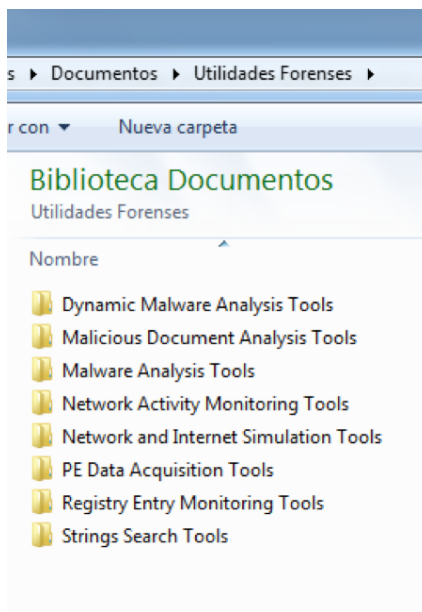 s ▸ Documentos ▸ Utilidades Forenses ▸
r con ▾ Nueva carpeta
Biblioteca Documentos
Utilidades Forenses
Nombre
Dynamic Malware Analysis Tools
Malicious Document Analysis Tools
Malware Analysis Tools
Network Activity Monitoring Tools
Network and Internet Simulation Tools
PE Data Acquisition Tools
Registry Entry Monitoring Tools
Strings Search Tools